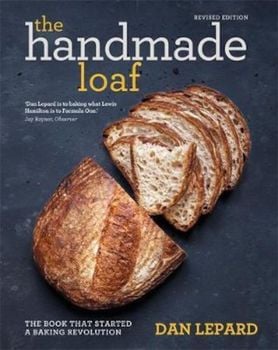 REVISED EDITION
the
handmade
loaf
'Dan Lepard is to baking what Lewis
Hamilton is to Formula One.'
Jay Rayner, Observer
THE BOOK THAT STARTED
A BAKING REVOLUTION
DAN LEPARD